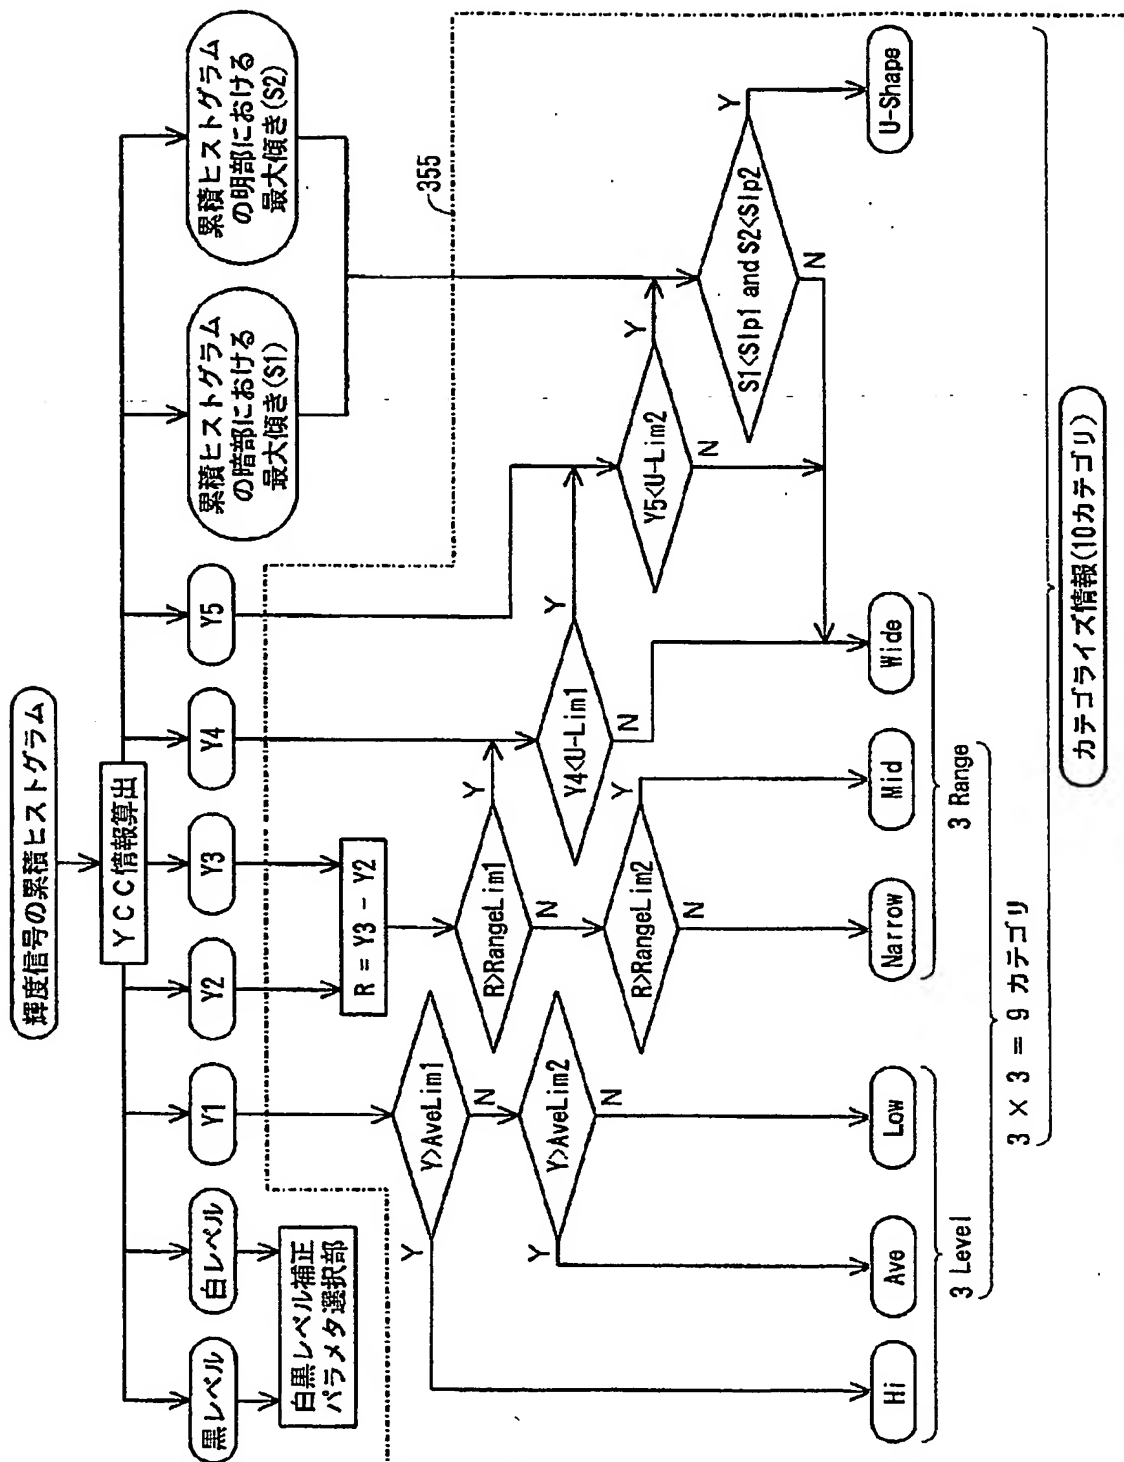 輝度信号の累積ヒストグラム
YCC情報算出
黒レベル
白レベル
Y1
Y2
Y3
Y4
Y5
累積ヒストグラム
の暗部における
最大傾き(S1)
累積ヒストグラム
の明部における
最大傾き(S2)
白黒レベル補正
パラメタ選択部
R = Y3 - Y2
355
Y>AveLim1
Y
N
Y>AveLim2
Y
N
R>RangeLim1
Y
N
R>RangeLim2
Y
N
Y4<U-Lim1
Y
N
Y5<U-Lim2
Y
N
S1<Slp1 and S2<Slp2
Y
N
Hi
Ave
Low
Narrow
Mid
Wide
U-Shape
3 Level
3 Range
3 × 3 = 9 カテゴリ
カテゴライズ情報(10カテゴリ)